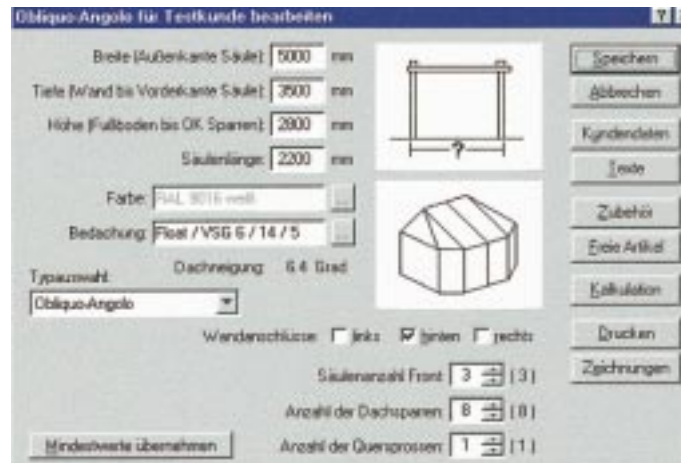 Obliquo-Angolo für Testkunde bearbeiten
Breite (Außenkante Säule): 5000 mm
Tiefe (Wand bis Vorderkante Säule): 3500 mm
Höhe (Fußboden bis OK Sparren): 2800 mm
Säulenlänge: 2200 mm
Farbe: RAL 9016 weiß ...
Bedachung: Float / VSG 6 / 14 / 5 ...
Dachneigung 6.4 Grad
Typauswahl:
Obliquo-Angolo
?
Wandanschlüsse: links hinten rechts
Säulenanzahl Front: 3 (3)
Anzahl der Dachsparren: 8 (8)
Anzahl der Quersprossen: 1 (1)
Mindestwerte übernehmen
Speichern
Abbrechen
Kundendaten
Texte
Zubehör
Freie Artikel
Kalkulation
Drucken
Zeichnungen